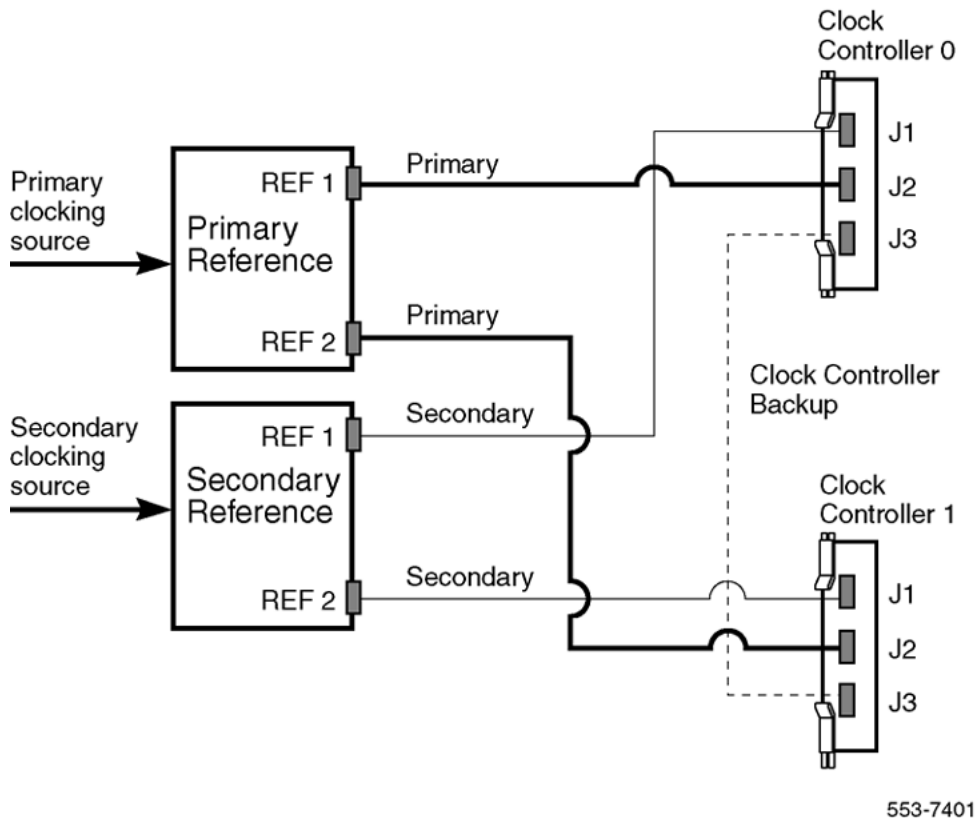 Clock
Controller 0
J1
J2
J3
Primary
clocking
source
REF 1
Primary
Reference
REF 2
Primary
Primary
Secondary
clocking
source
REF 1
Secondary
Reference
REF 2
Secondary
Secondary
Clock Controller
Backup
Clock
Controller 1
J1
J2
J3
553-7401